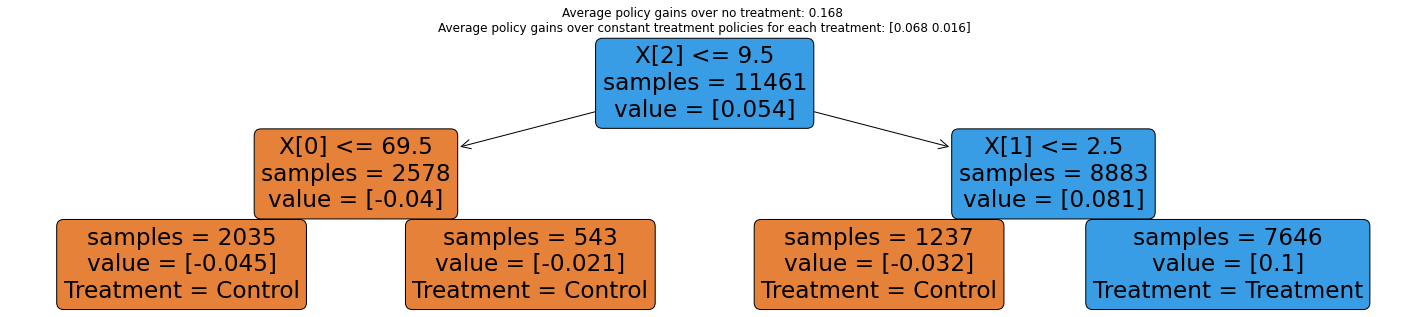 Average policy gains over no treatment: 0.168
Average policy gains over constant treatment policies for each treatment: [0.068 0.016]
X[2] <= 9.5
samples = 11461
value = [0.054]
X[0] <= 69.5
samples = 2578
value = [-0.04]
X[1] <= 2.5
samples = 8883
value = [0.081]
samples = 2035
value = [-0.045]
Treatment = Control
samples = 543
value = [-0.021]
Treatment = Control
samples = 1237
value = [-0.032]
Treatment = Control
samples = 7646
value = [0.1]
Treatment = Treatment